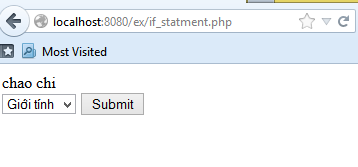 localhost:8080/ex/if_statment.php
Most Visited
chao chi
Giới tính Submit